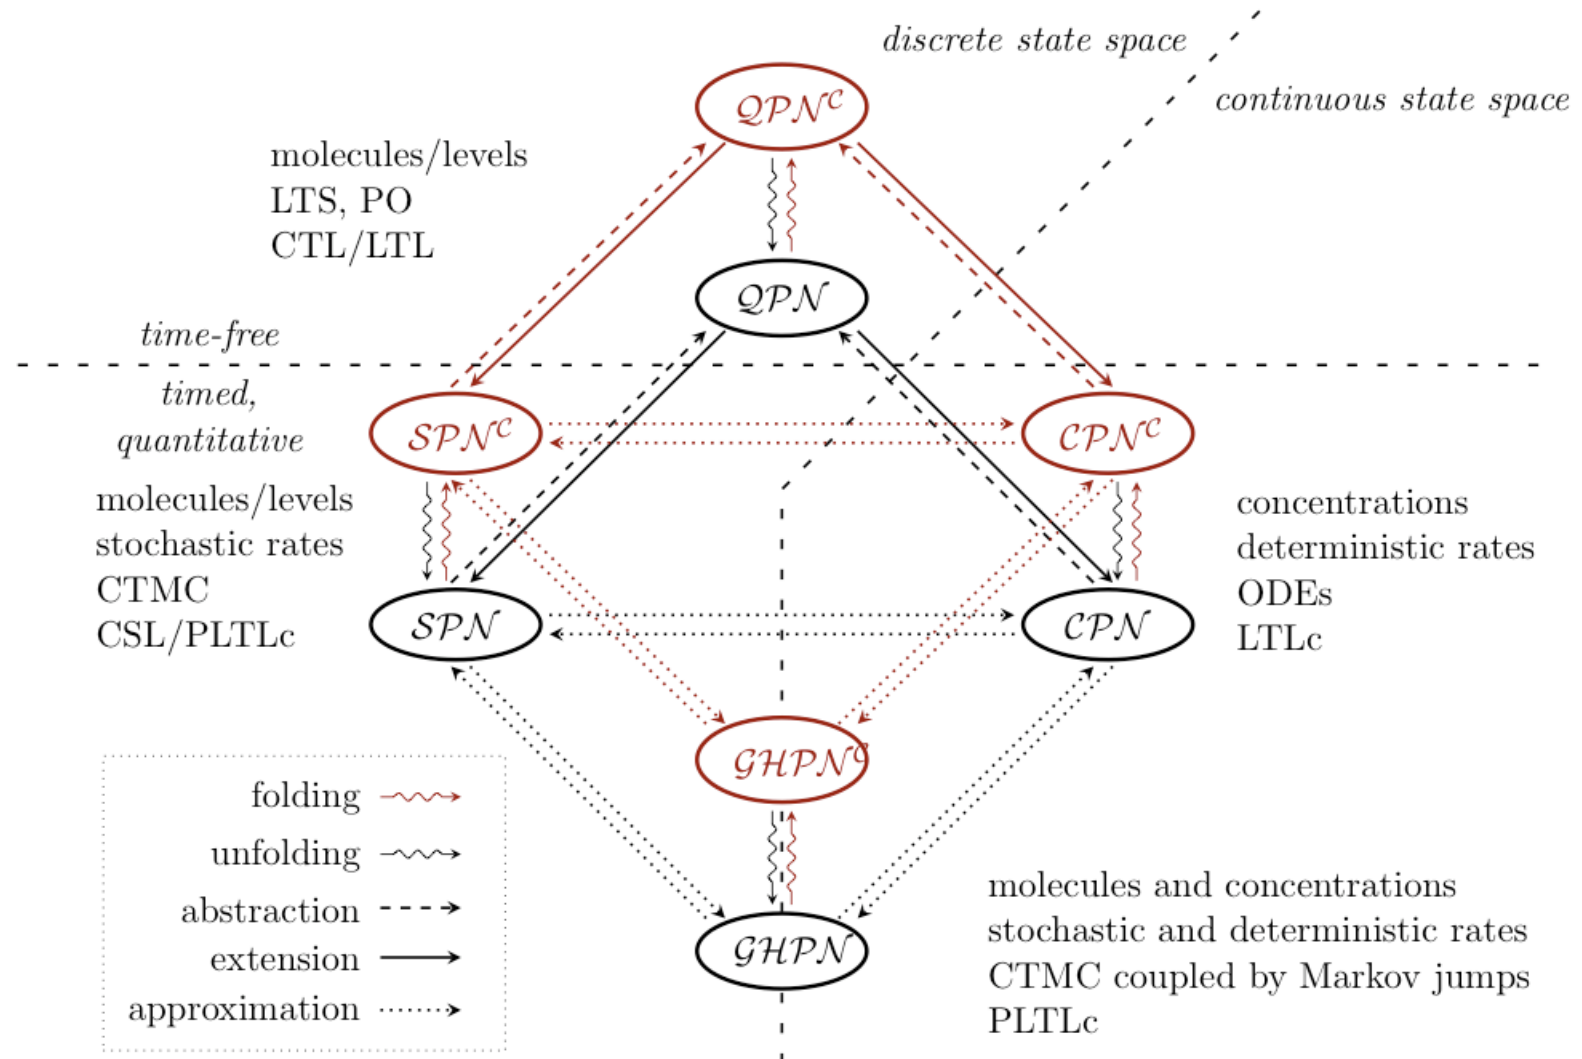 discrete state space
continuous state space
𝒬𝒫𝒩^𝒞
molecules/levels
LTS, PO
CTL/LTL
𝒬𝒫𝒩
time-free
timed,
quantitative
𝒮𝒫𝒩^𝒞
𝒞𝒫𝒩^𝒞
molecules/levels
stochastic rates
CTMC
CSL/PLTLc
concentrations
deterministic rates
ODEs
LTLc
𝒮𝒫𝒩
𝒞𝒫𝒩
𝒢ℋ𝒫𝒩^𝒞
folding
unfolding
abstraction
extension
approximation
𝒢ℋ𝒫𝒩
molecules and concentrations
stochastic and deterministic rates
CTMC coupled by Markov jumps
PLTLc